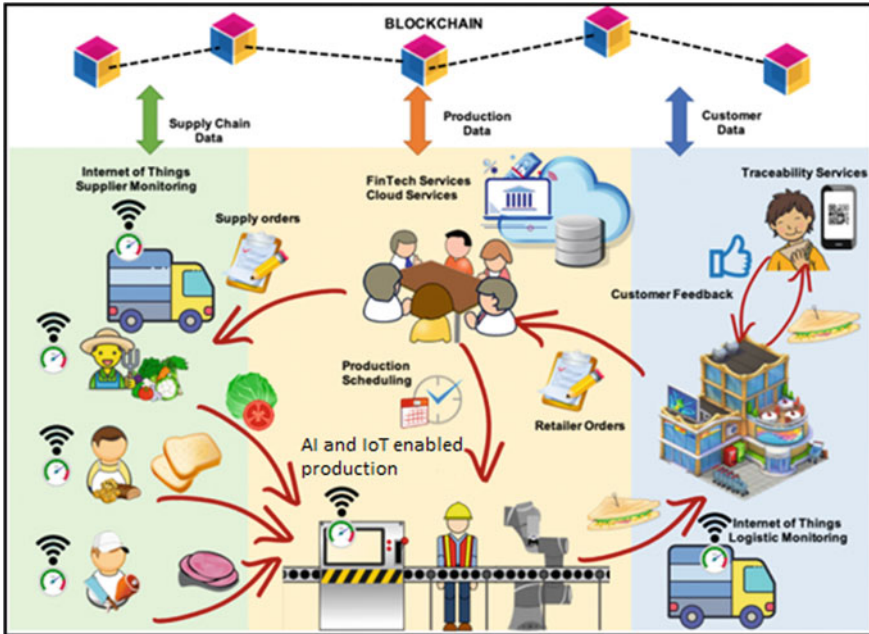 BLOCKCHAIN
Supply Chain
Data
Production
Data
Customer
Data
Internet of Things
Supplier Monitoring
Supply orders
FinTech Services
Cloud Services
Traceability Services
Customer Feedback
Production
Scheduling
Retailer Orders
AI and IoT enabled
production
Internet of Things
Logistic Monitoring